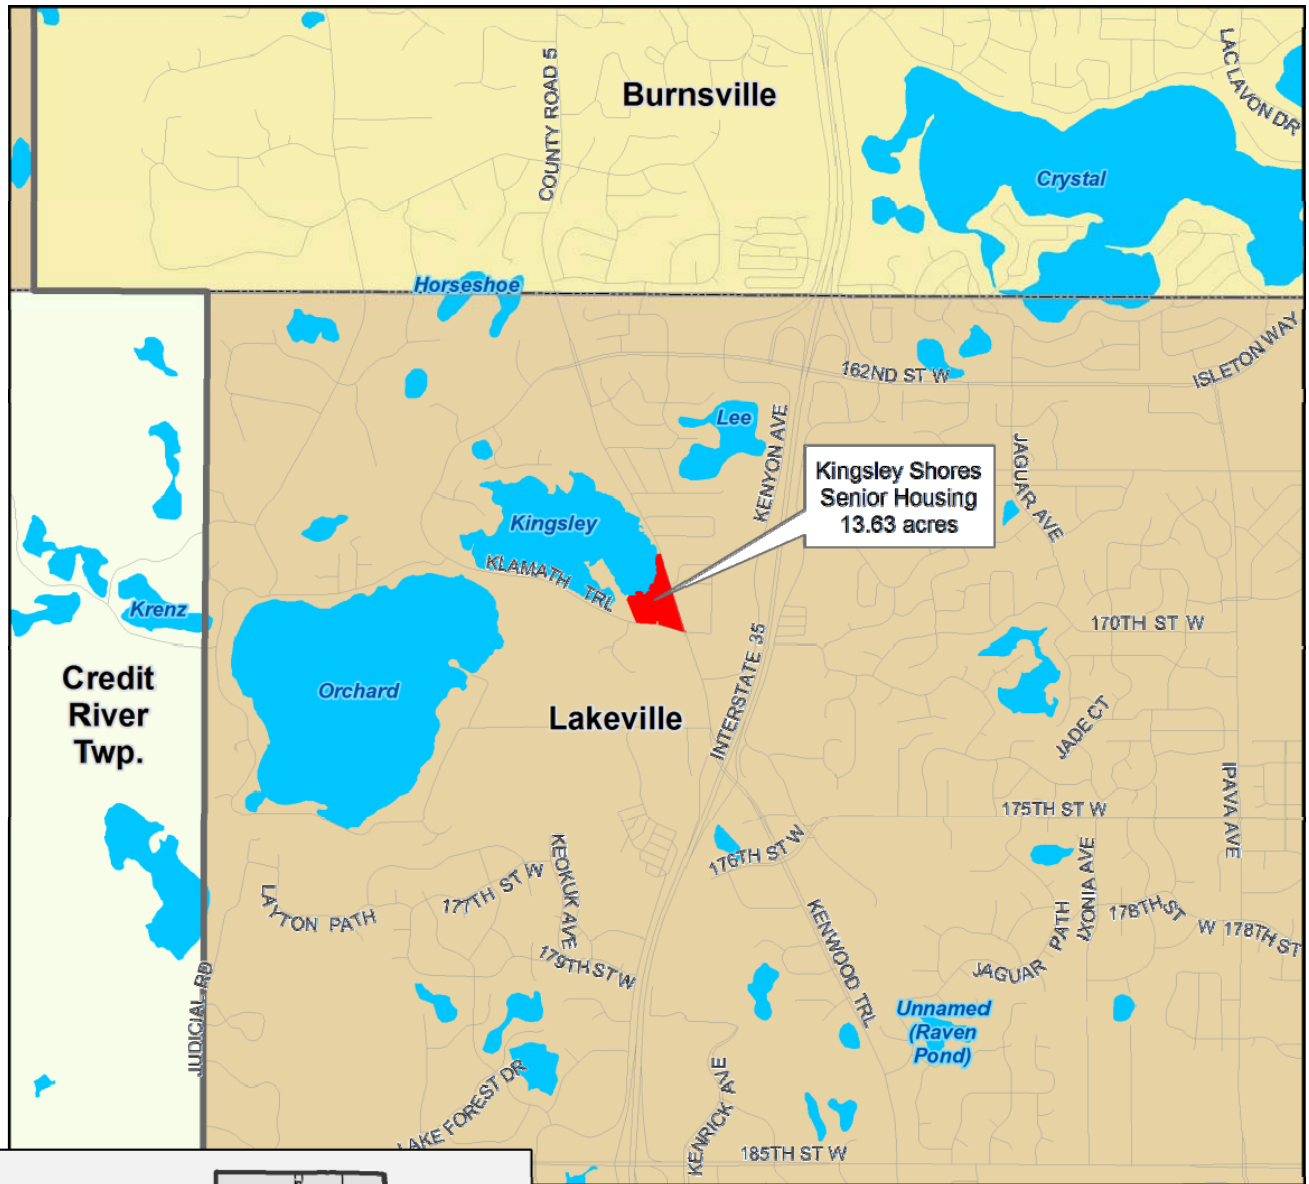 LAC LAVON DR
COUNTY ROAD 5
Burnsville
Crystal
Horseshoe
162ND ST W
ISLETON WAY
Lee
KENYON AVE
JAGUAR AVE
Kingsley Shores
Senior Housing
13.63 acres
Kingsley
KLAMATH TRL
Krenz
170TH ST W
INTERSTATE 35
Credit
River
Twp.
Orchard
Lakeville
JADE CT
IPAVA AVE
175TH ST W
176TH ST W
KEOKUK AVE
177TH ST W
LAYTON PATH
IXONIA AVE
178TH ST W
178TH ST
KENWOOD TRL
179TH ST W
JAGUAR PATH
JUDICIAL RD
Unnamed
(Raven
Pond)
LAKE FOREST DR
KENRICK AVE
185TH ST W